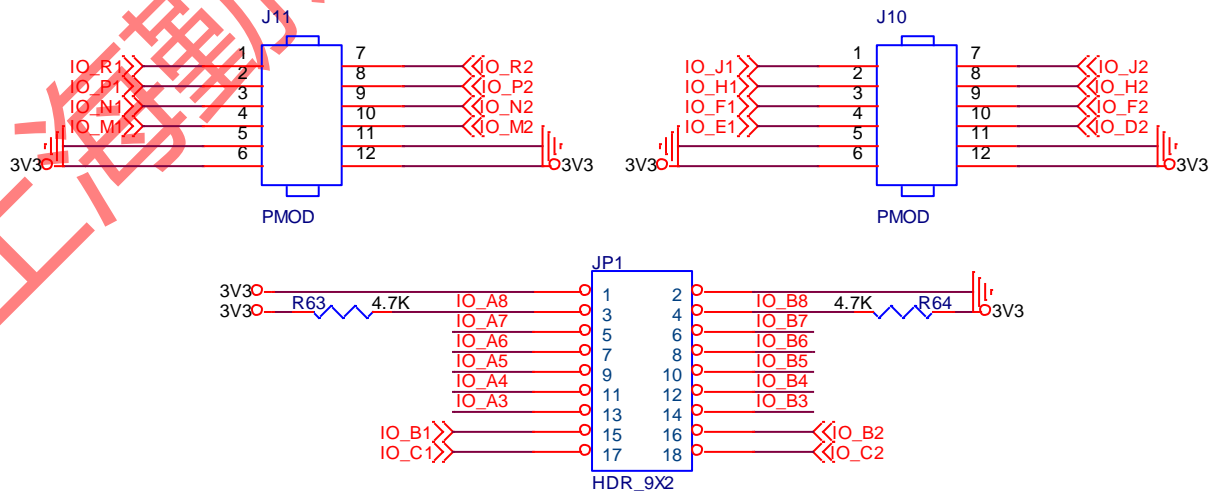 J11
1
2
3
4
5
6
7
8
9
10
11
12
IO_R1
IO_P1
IO_N1
IO_M1
3V3
IO_R2
IO_P2
IO_N2
IO_M2
3V3
PMOD
J10
1
2
3
4
5
6
7
8
9
10
11
12
IO_J1
IO_H1
IO_F1
IO_E1
3V3
IO_J2
IO_H2
IO_F2
IO_D2
3V3
PMOD
JP1
3V3
3V3 R63 4.7K IO_A8
IO_A7
IO_A6
IO_A5
IO_A4
IO_A3
IO_B1
IO_C1
1 2
3 4
5 6
7 8
9 10
11 12
13 14
15 16
17 18
IO_B8 4.7K R64 3V3
IO_B7
IO_B6
IO_B5
IO_B4
IO_B3
IO_B2
IO_C2
HDR_9X2
上海勤